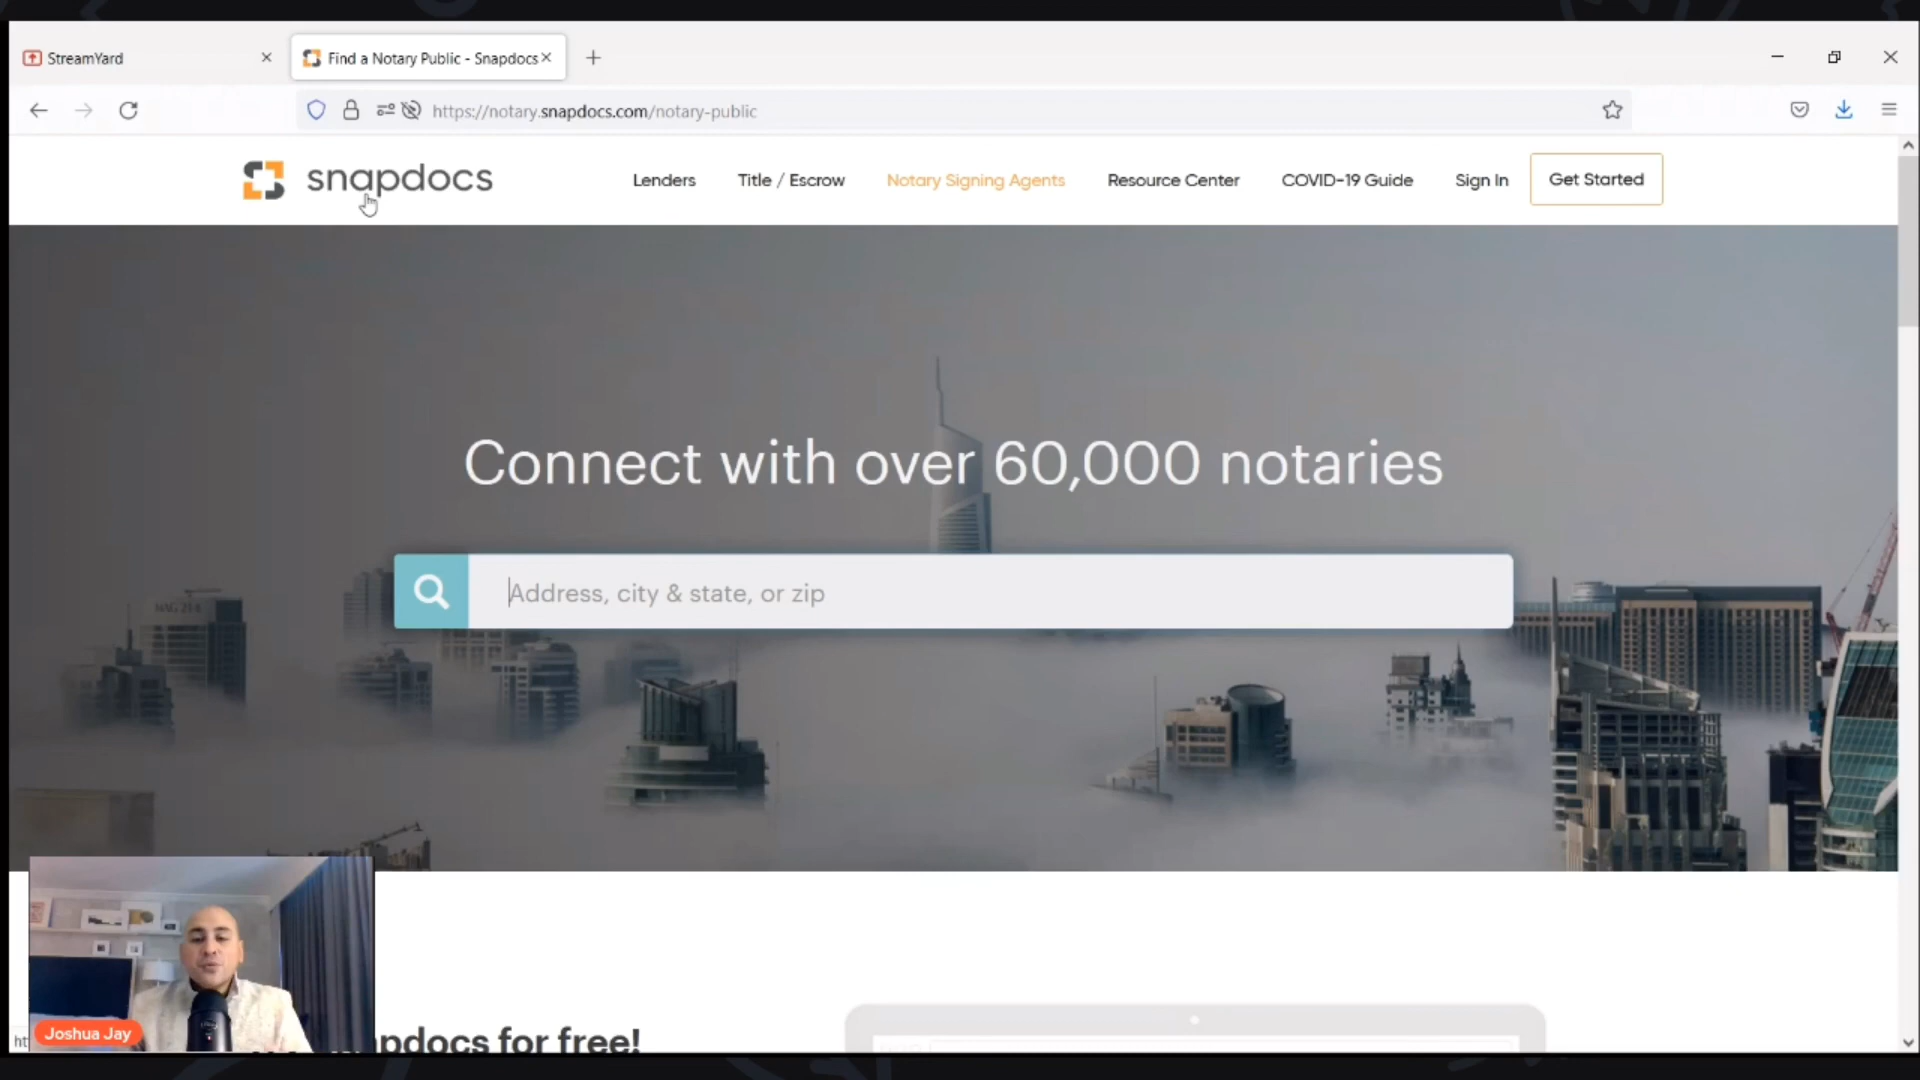 StreamYard
Find a Notary Public - Snapdocs
https://notary.snapdocs.com/notary-public
snapdocs
Lenders
Title / Escrow
Notary Signing Agents
Resource Center
COVID-19 Guide
Sign In
Get Started
Connect with over 60,000 notaries
Address, city & state, or zip
Joshua Jay
pdocs for free!